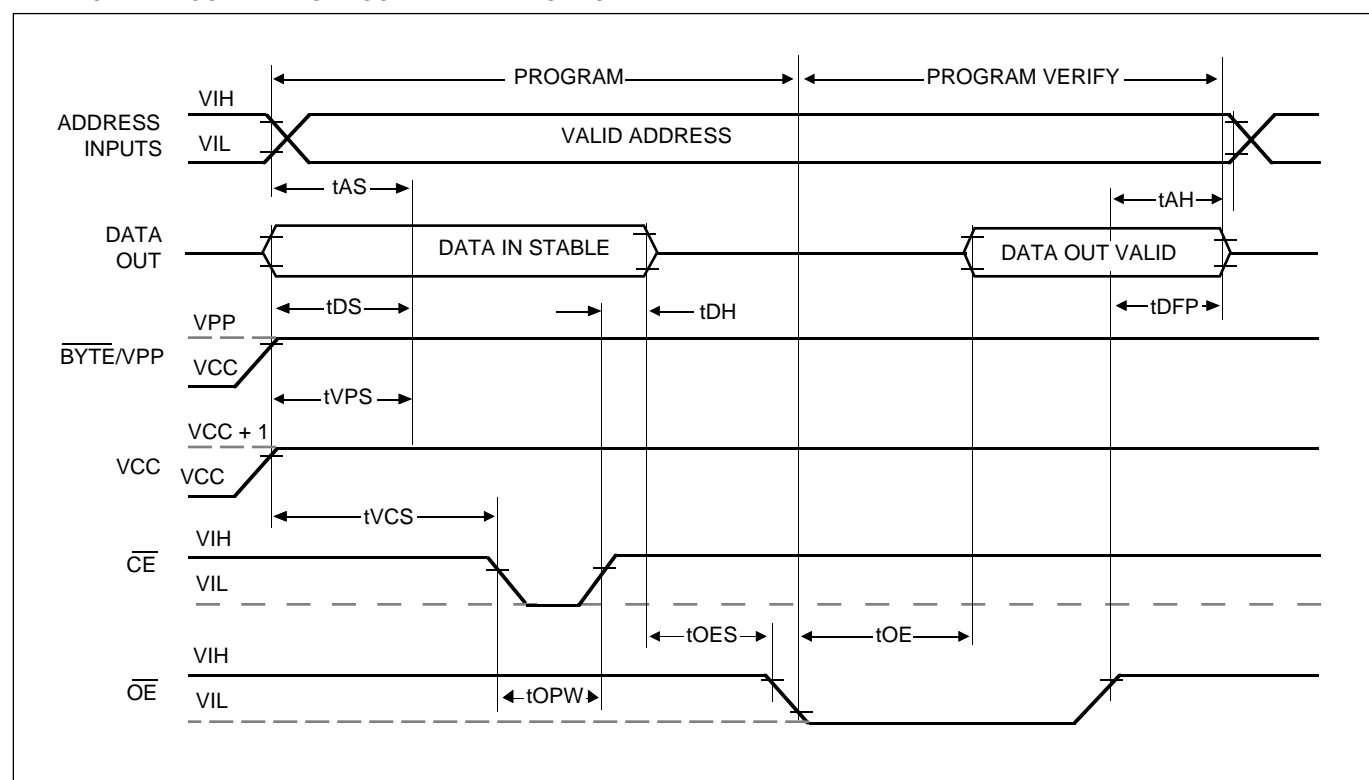 PROGRAM
PROGRAM VERIFY
ADDRESS INPUTS
VIH
VIL
VALID ADDRESS
tAS
tAH
DATA OUT
DATA IN STABLE
DATA OUT VALID
tDS
tDH
tDFP
BYTE/VPP
VPP
VCC
tVPS
VCC
VCC + 1
VCC
tVCS
CE
VIH
VIL
tOES
tOE
OE
VIH
VIL
tOPW